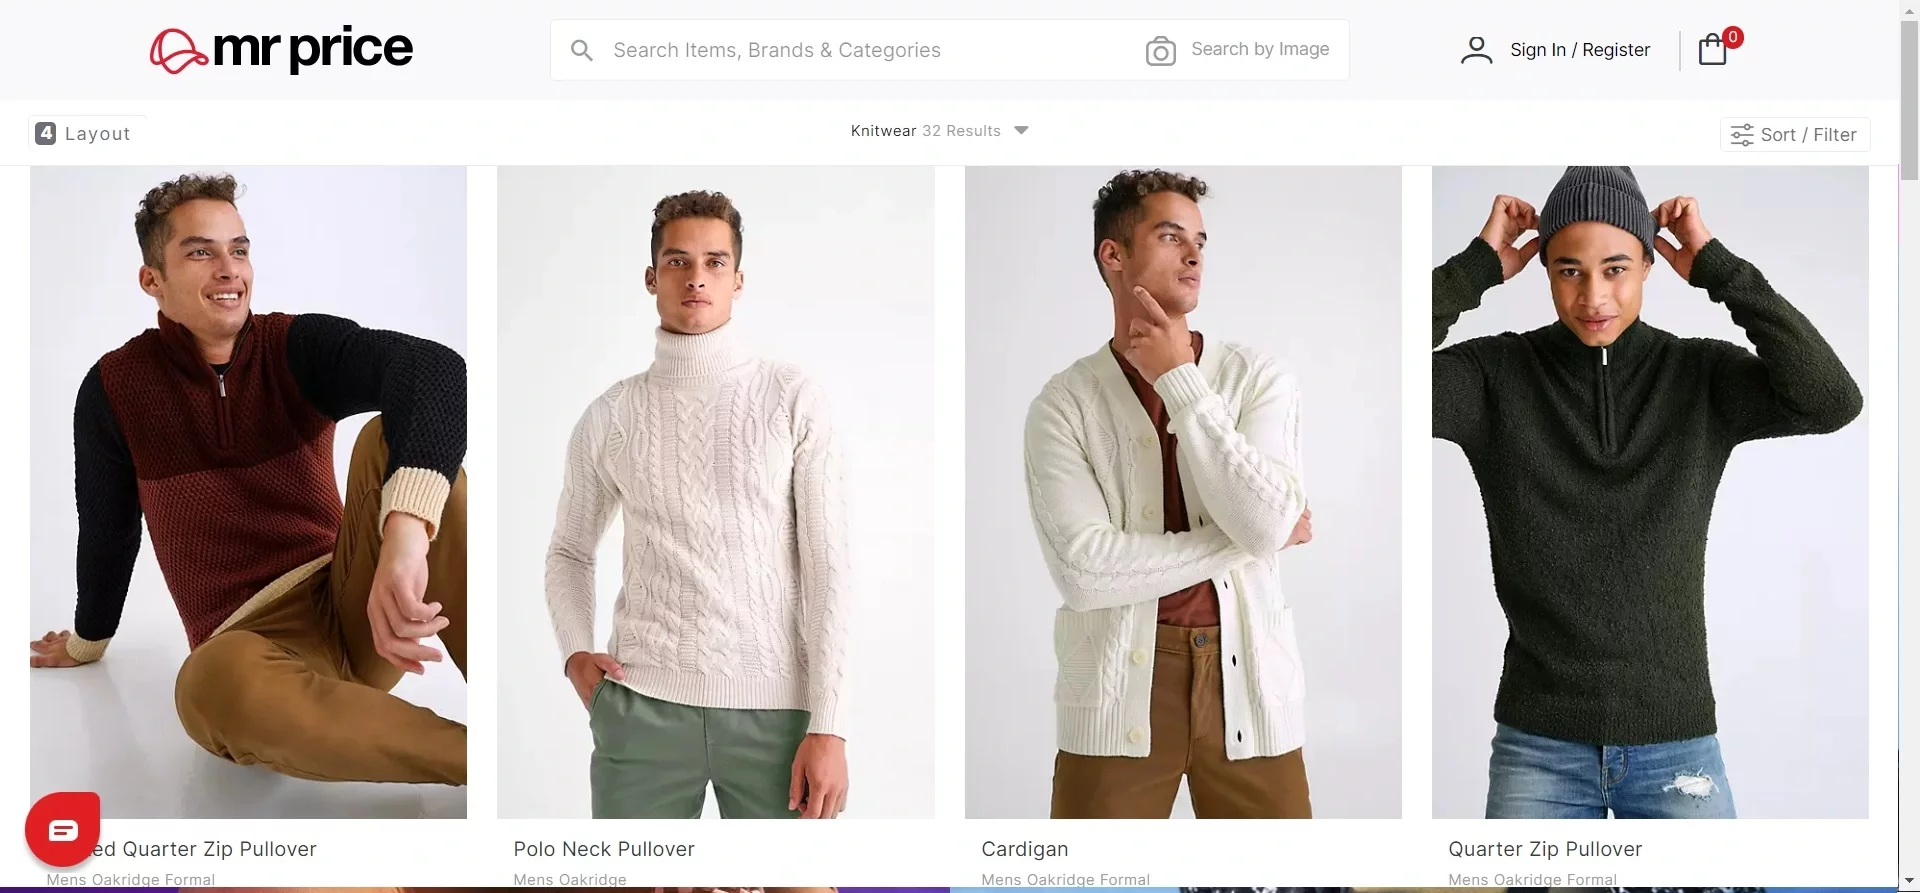 mr price
Search Items, Brands & Categories
Search by Image
Sign In / Register
0
4 Layout
Knitwear 32 Results
Sort / Filter
Quarter Zip Pullover
Mens Oakridge Formal
Polo Neck Pullover
Mens Oakridge
Cardigan
Mens Oakridge Formal
Quarter Zip Pullover
Mens Oakridge Formal